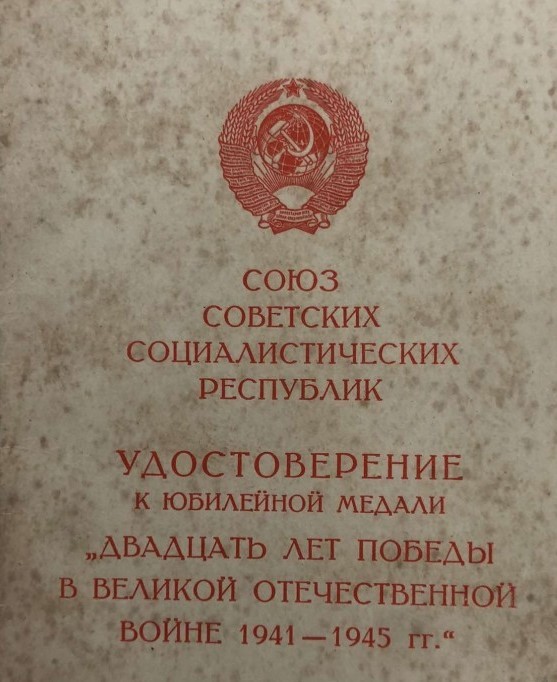 СОЮЗ
СОВЕТСКИХ
СОЦИАЛИСТИЧЕСКИХ
РЕСПУБЛИК
УДОСТОВЕРЕНИЕ
К ЮБИЛЕЙНОЙ МЕДАЛИ
„ДВАДЦАТЬ ЛЕТ ПОБЕДЫ
В ВЕЛИКОЙ ОТЕЧЕСТВЕННОЙ
ВОЙНЕ 1941—1945 гг.“